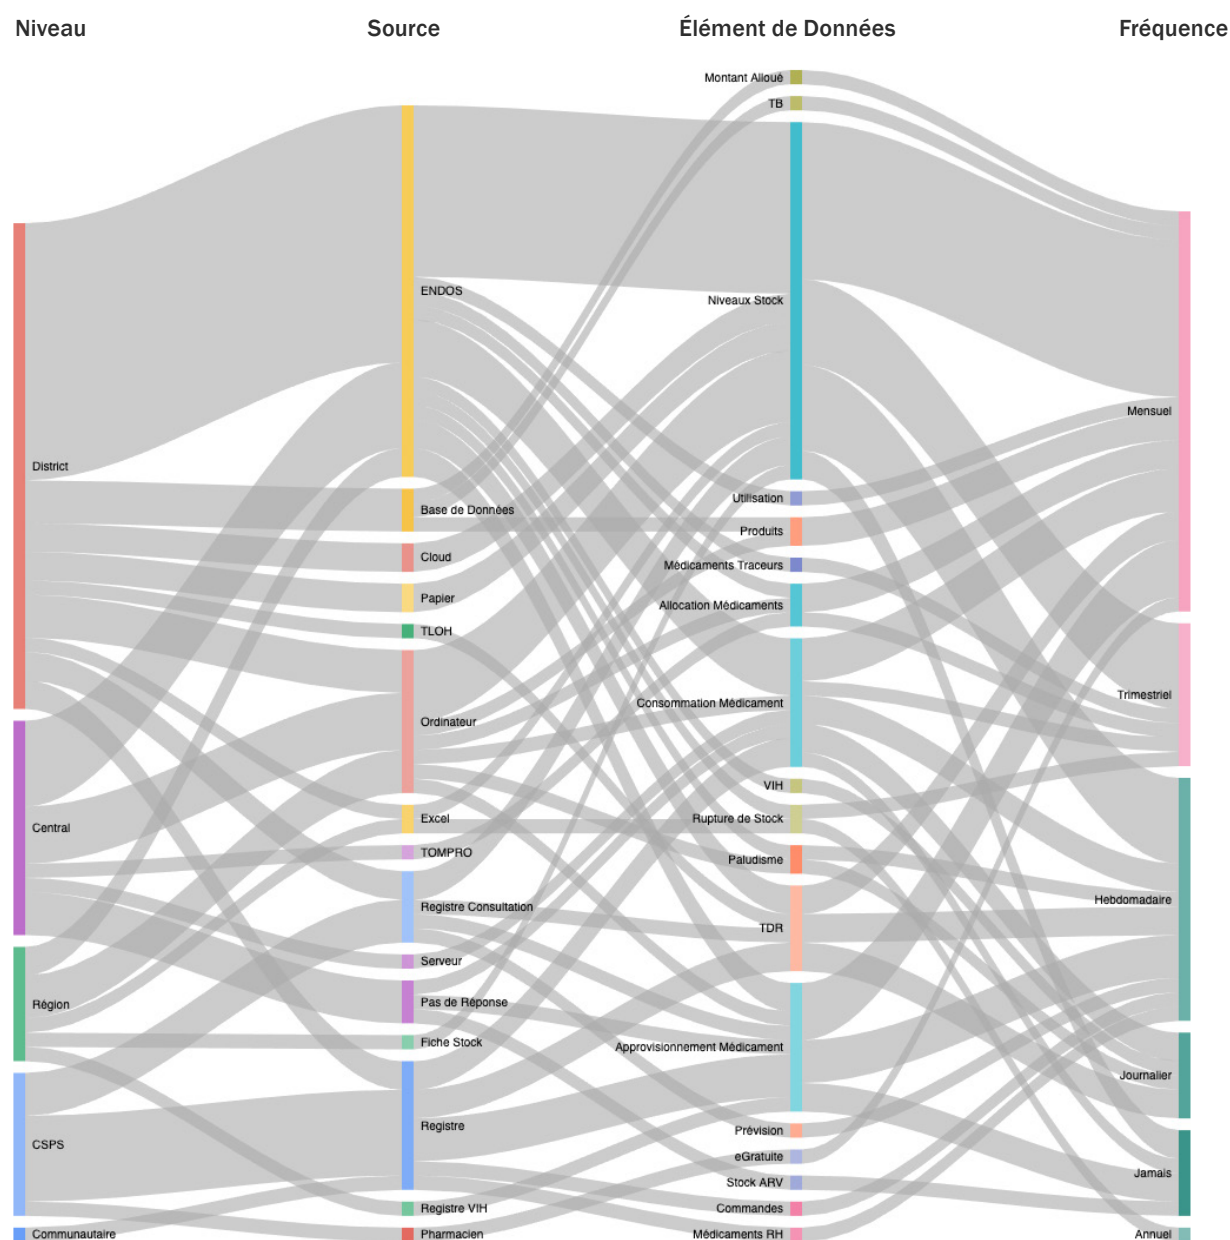 Niveau
Source
Élément de Données
Fréquence
District
Central
Région
CSPS
Communautaire
ENDOS
Base de Données
Cloud
Papier
TLOH
Ordinateur
Excel
TOMPRO
Registre Consultation
Serveur
Pas de Réponse
Fiche Stock
Registre
Registre VIH
Pharmacien
Montant Alloué
TB
Niveaux Stock
Utilisation
Produits
Médicaments Traceurs
Allocation Médicaments
Consommation Médicament
VIH
Rupture de Stock
Paludisme
TDR
Approvisionnement Médicament
Prévision
eGratuite
Stock ARV
Commandes
Médicaments RH
Mensuel
Trimestriel
Hebdomadaire
Journalier
Jamais
Annuel